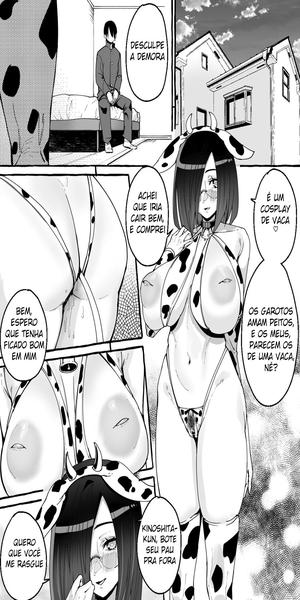 DESCULPE
A DEMORA
É UM
COSPLAY
DE VACA
♡
ACHEI
QUE IRIA
CAIR BEM,
E COMPREI
OS GAROTOS
AMAM PEITOS,
E OS MEUS,
PARECEM OS
DE UMA VACA,
NÉ?
BEM,
ESPERO
QUE TENHA
FICADO BOM
EM MIM
KINOSHITA-
KUN, BOTE
SEU PAU
PRA FORA
QUERO
QUE VOCÊ
ME RASGUE